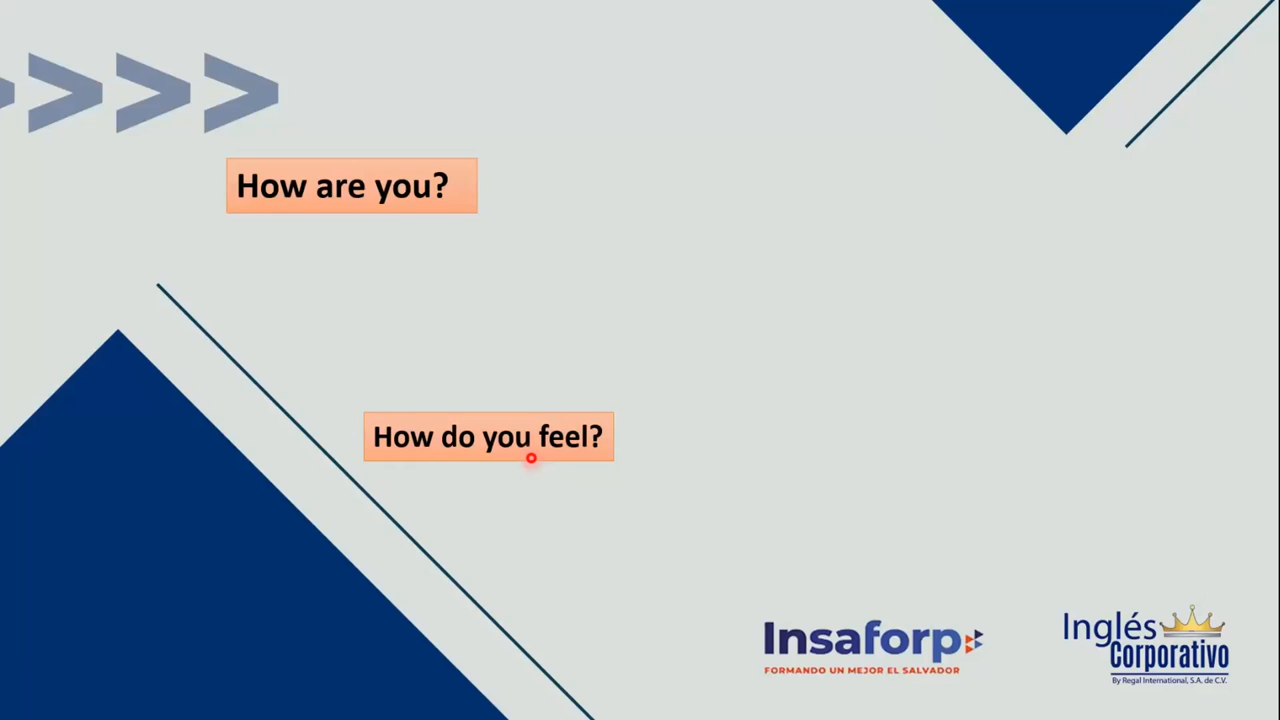 How are you?
How do you feel?
Insaforp
FORMANDO UN MEJOR EL SALVADOR
Inglés
Corporativo
By Regal International, S.A. de C.V.